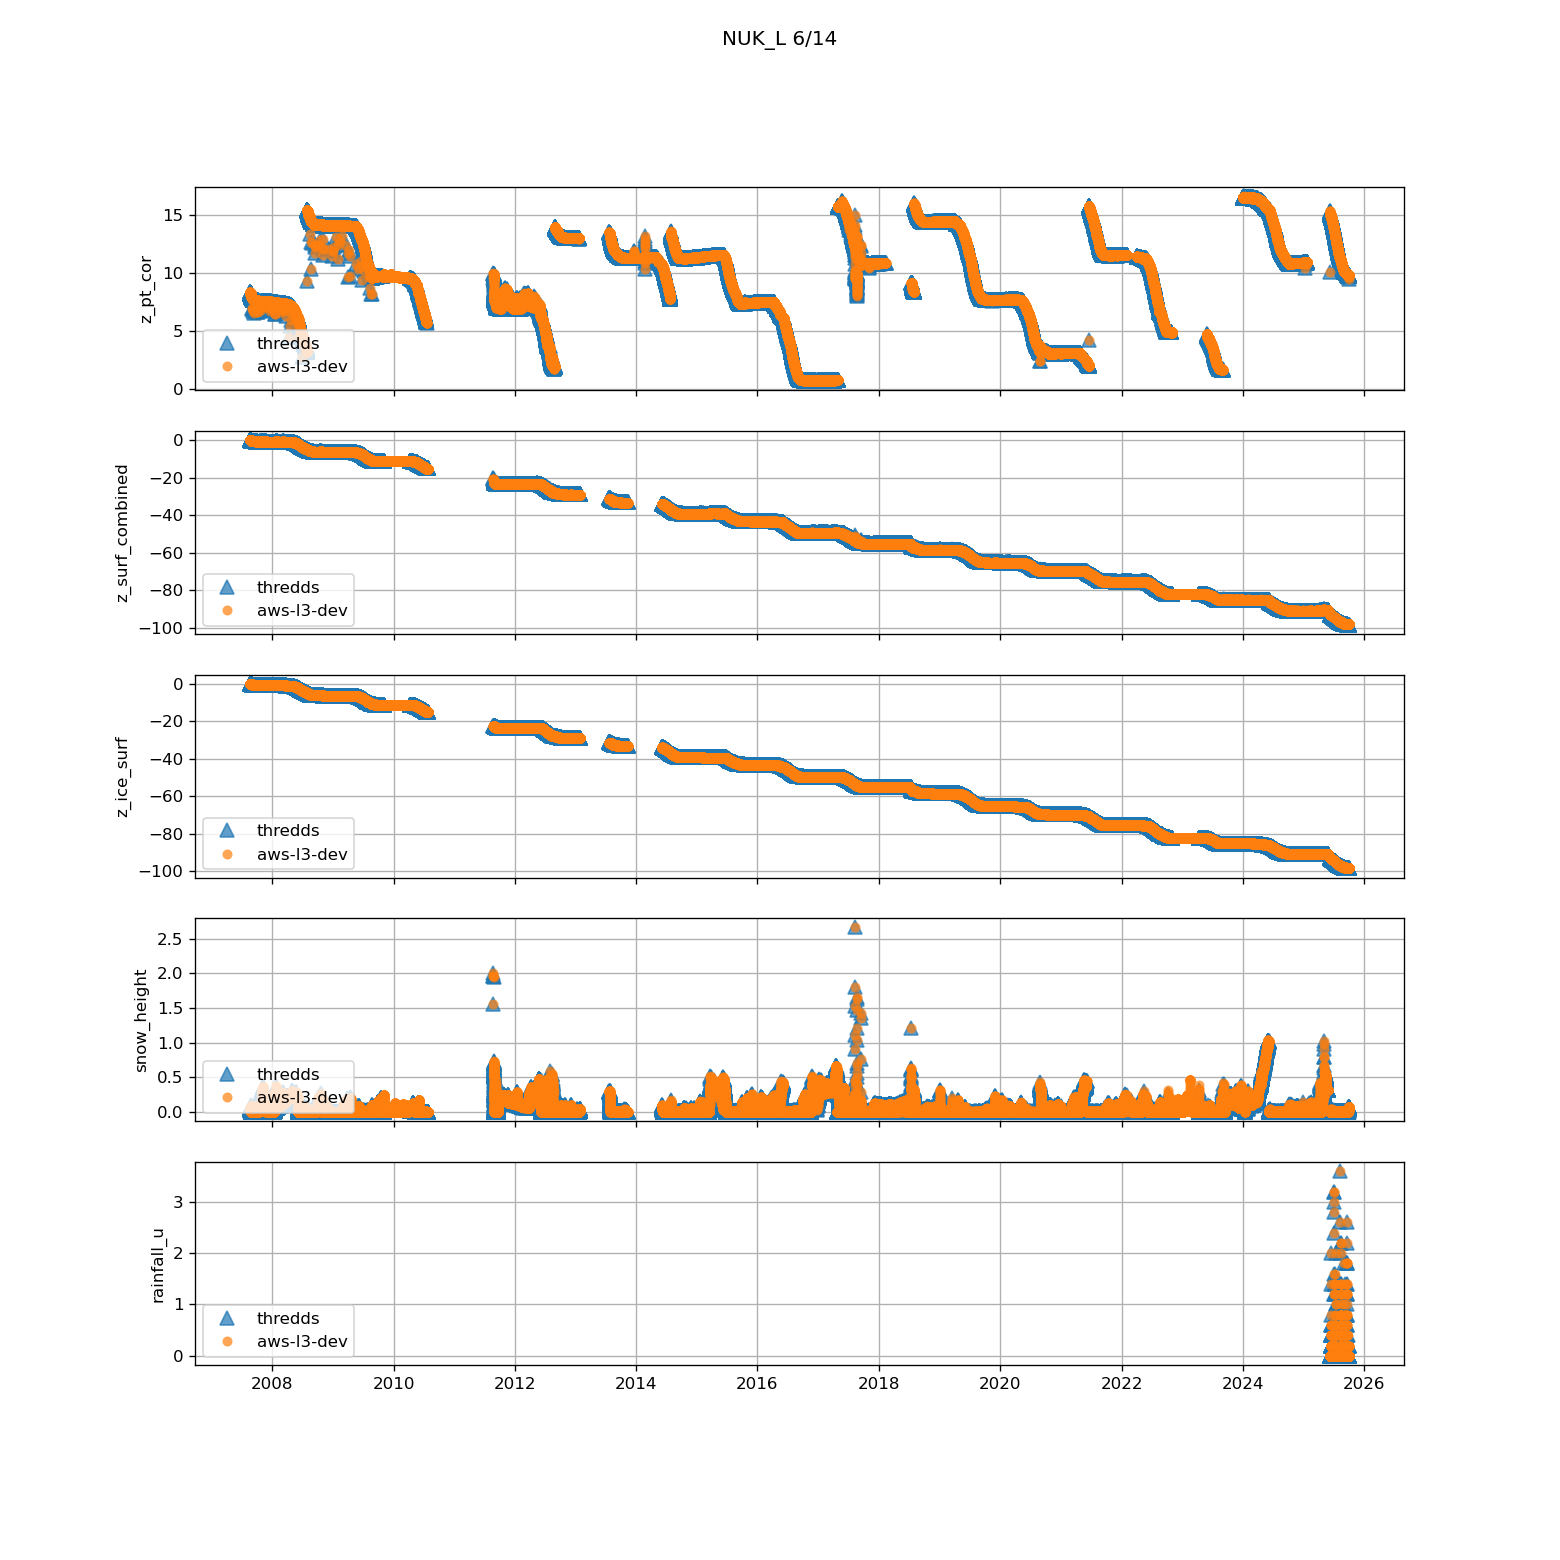 NUK_L 6/14
z_pt_cor
15
10
5
0
thredds
aws-l3-dev
z_surf_combined
0
−20
−40
−60
−80
−100
thredds
aws-l3-dev
z_ice_surf
0
−20
−40
−60
−80
−100
thredds
aws-l3-dev
snow_height
2.5
2.0
1.5
1.0
0.5
0.0
thredds
aws-l3-dev
rainfall_u
3
2
1
0
thredds
aws-l3-dev
2008 2010 2012 2014 2016 2018 2020 2022 2024 2026